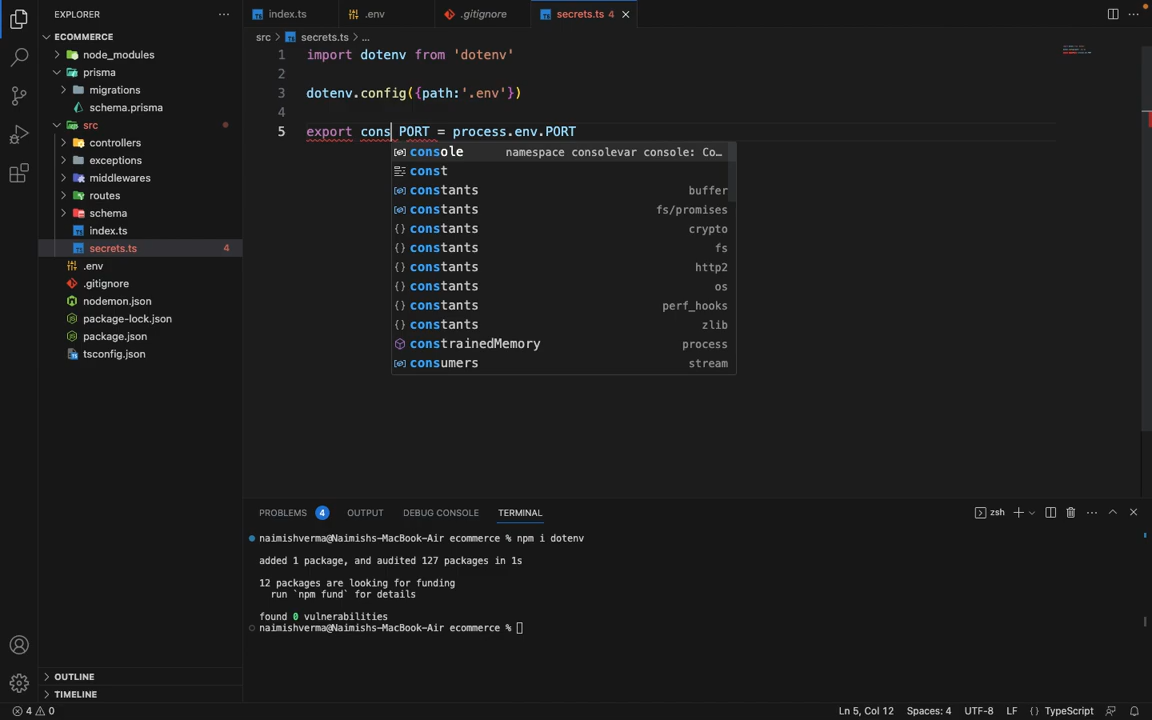 EXPLORER
ECOMMERCE
node_modules
prisma
migrations
schema.prisma
src
controllers
exceptions
middlewares
routes
schema
index.ts
secrets.ts 4
.env
.gitignore
nodemon.json
package-lock.json
package.json
tsconfig.json
OUTLINE
TIMELINE
index.ts .env .gitignore secrets.ts 4
src > secrets.ts > ...
1 import dotenv from 'dotenv'
2
3 dotenv.config({path:'.env'})
4
5 export cons PORT = process.env.PORT
console namespace consolevar console: Co…
const
constants buffer
constants fs/promises
constants crypto
constants fs
constants http2
constants os
constants perf_hooks
constants zlib
constrainedMemory process
consumers stream
PROBLEMS 4 OUTPUT DEBUG CONSOLE TERMINAL zsh
naimishverma@Naimishs-MacBook-Air ecommerce % npm i dotenv
added 1 package, and audited 127 packages in 1s
12 packages are looking for funding
run `npm fund` for details
found 0 vulnerabilities
naimishverma@Naimishs-MacBook-Air ecommerce %
4 0 Ln 5, Col 12 Spaces: 4 UTF-8 LF {} TypeScript